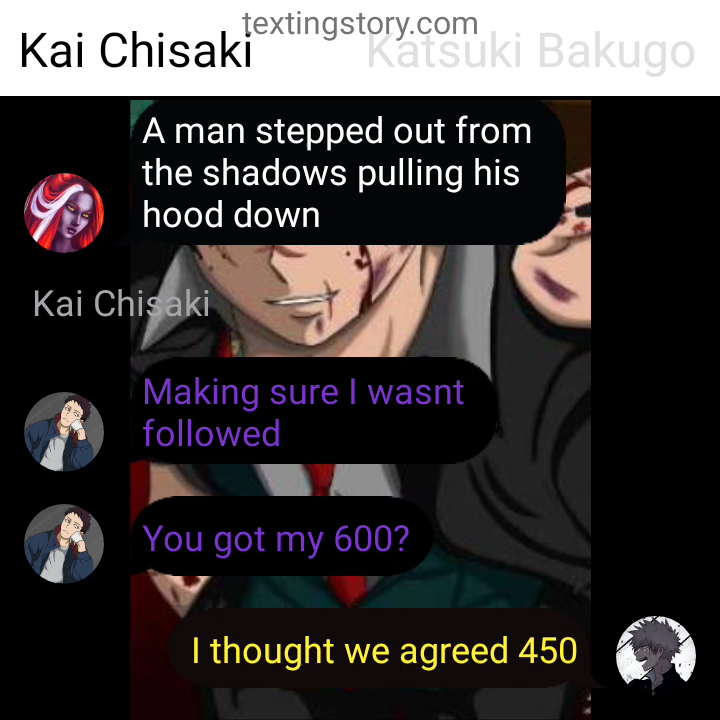 textingstory.com
Kai Chisaki
Katsuki Bakugo
A man stepped out from
the shadows pulling his
hood down
Kai Chisaki
Making sure I wasnt
followed
You got my 600?
I thought we agreed 450